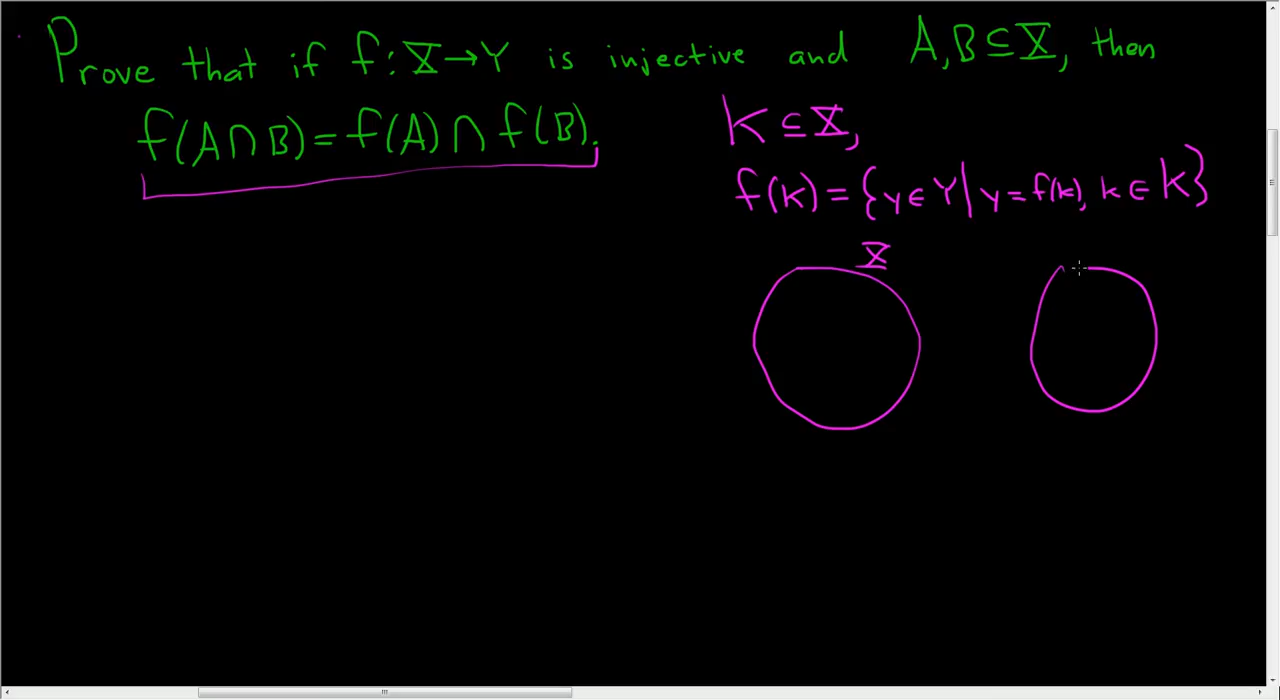 Prove that if f: X→Y is injective and A,B⊆X, then
f(A∩B)=f(A)∩f(B).
K⊆X,
f(K)={y∈Y|y=f(k), k∈K}
X